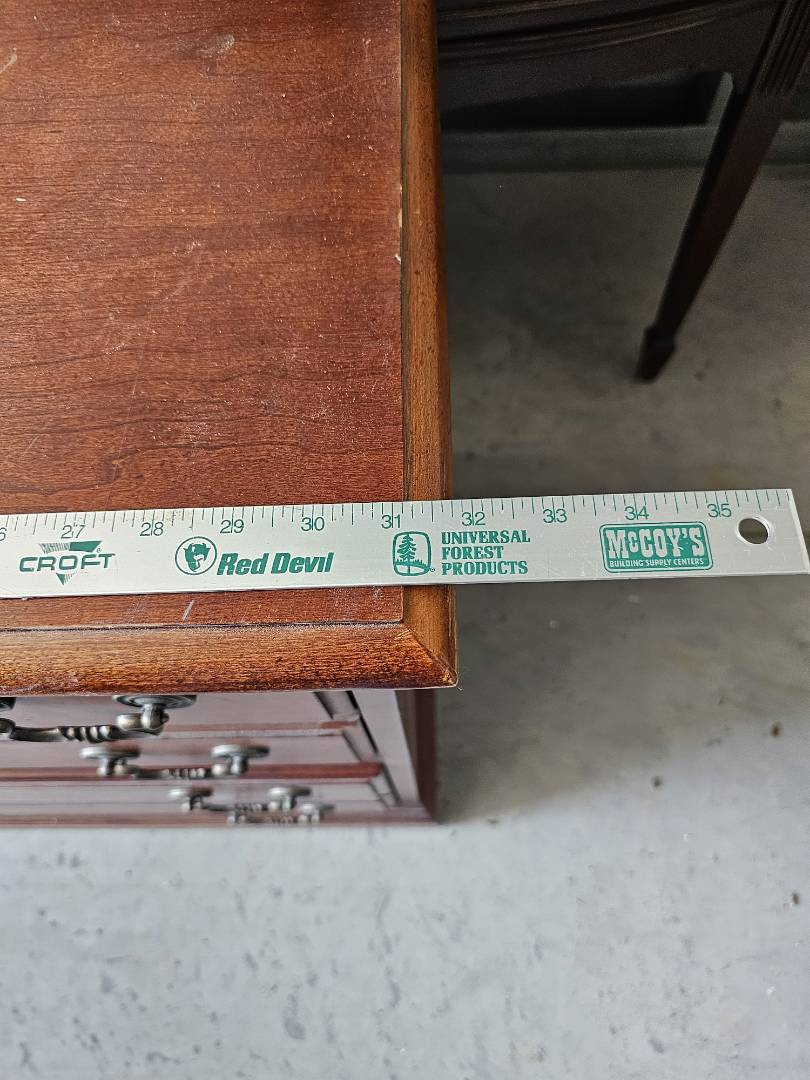 27 28 29 30 31 32 33 34 35
CROFT
Red Devil
UNIVERSAL
FOREST
PRODUCTS
McCOY'S
BUILDING SUPPLY CENTERS